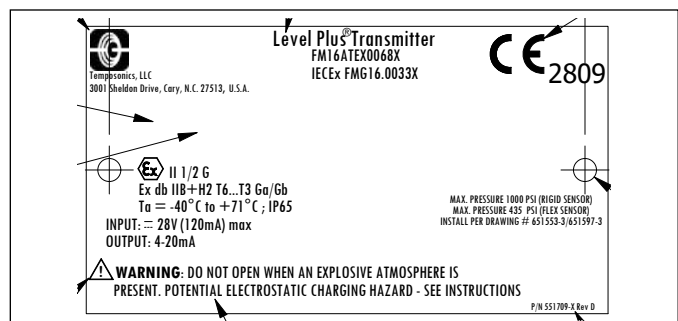 Level Plus® Transmitter
FM16ATEX0068X
IECEx FMG16.0033X
CE 2809
Temposonics, LLC
3001 Sheldon Drive, Cary, N.C. 27513, U.S.A.
Ex II 1/2 G
Ex db IIB+H2 T6...T3 Ga/Gb
Ta = -40°C to +71°C ; IP65
INPUT: ⎓ 28V (120mA) max
OUTPUT: 4-20mA
MAX. PRESSURE 1000 PSI (RIGID SENSOR)
MAX. PRESSURE 435 PSI (FLEX SENSOR)
INSTALL PER DRAWING # 651553-3/651597-3
WARNING: DO NOT OPEN WHEN AN EXPLOSIVE ATMOSPHERE IS
PRESENT. POTENTIAL ELECTROSTATIC CHARGING HAZARD - SEE INSTRUCTIONS
P/N 551709-X Rev D